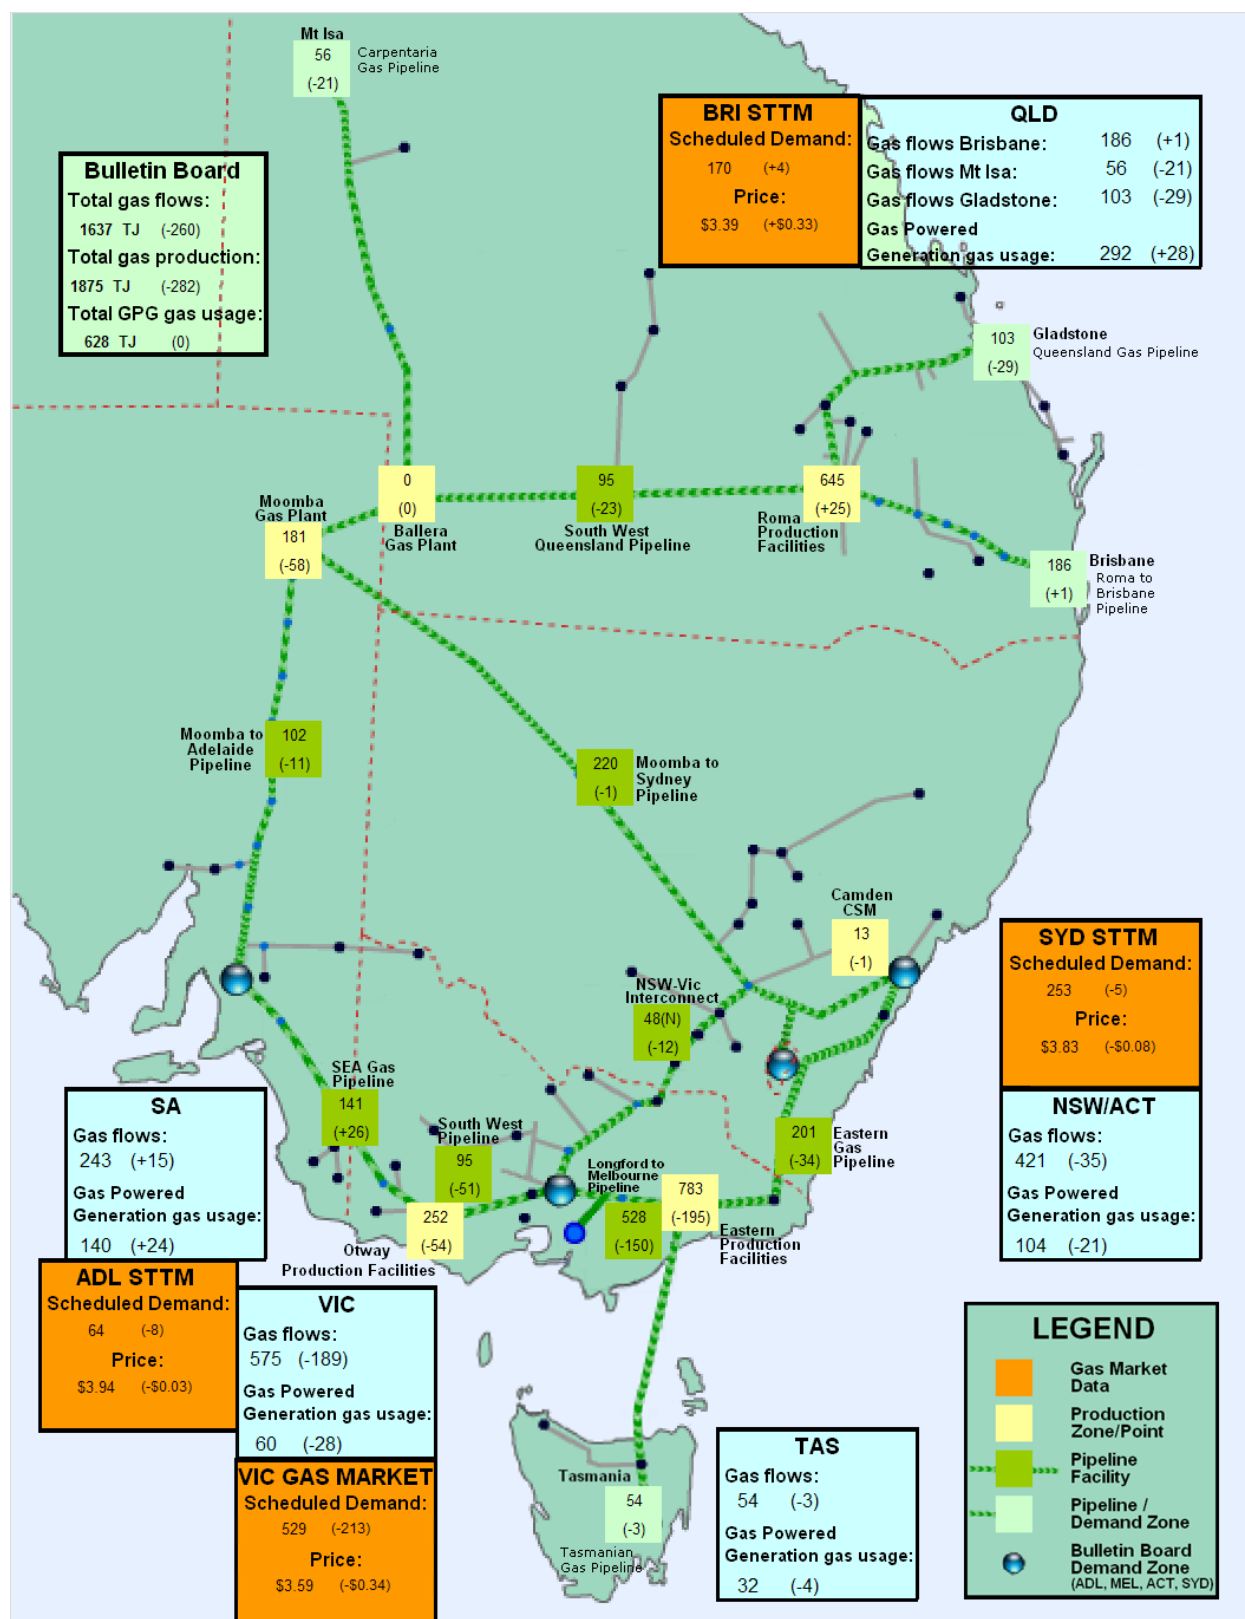 Mt Isa
56
(-21)
Carpentaria
Gas Pipeline
Bulletin Board
Total gas flows:
1637 TJ (-260)
Total gas production:
1875 TJ (-282)
Total GPG gas usage:
628 TJ (0)
BRI STTM
Scheduled Demand:
170 (+4)
Price:
$3.39 (+$0.33)
QLD
Gas flows Brisbane: 186 (+1)
Gas flows Mt Isa: 56 (-21)
Gas flows Gladstone: 103 (-29)
Gas Powered
Generation gas usage: 292 (+28)
103
(-29)
Gladstone
Queensland Gas Pipeline
0
(0)
Ballera
Gas Plant
95
(-23)
South West
Queensland Pipeline
645
(+25)
Roma
Production
Facilities
Moomba
Gas Plant
181
(-58)
186
(+1)
Brisbane
Roma to
Brisbane
Pipeline
Moomba to
Adelaide
Pipeline
102
(-11)
220
(-1)
Moomba to
Sydney
Pipeline
Camden
CSM
13
(-1)
NSW-Vic
Interconnect
48(N)
(-12)
SYD STTM
Scheduled Demand:
253 (-5)
Price:
$3.83 (-$0.08)
NSW/ACT
Gas flows:
421 (-35)
Gas Powered
Generation gas usage:
104 (-21)
SEA Gas
Pipeline
141
(+26)
South West
Pipeline
95
(-51)
Longford to
Melbourne
Pipeline
528
(-150)
783
(-195)
Eastern
Production
Facilities
201
(-34)
Eastern
Gas
Pipeline
252
(-54)
Otway
Production Facilities
SA
Gas flows:
243 (+15)
Gas Powered
Generation gas usage:
140 (+24)
ADL STTM
Scheduled Demand:
64 (-8)
Price:
$3.94 (-$0.03)
VIC
Gas flows:
575 (-189)
Gas Powered
Generation gas usage:
60 (-28)
VIC GAS MARKET
Scheduled Demand:
529 (-213)
Price:
$3.59 (-$0.34)
Tasmania
54
(-3)
Tasmanian
Gas Pipeline
TAS
Gas flows:
54 (-3)
Gas Powered
Generation gas usage:
32 (-4)
LEGEND
Gas Market
Data
Production
Zone/Point
Pipeline
Facility
Pipeline /
Demand Zone
Bulletin Board
Demand Zone
(ADL, MEL, ACT, SYD)